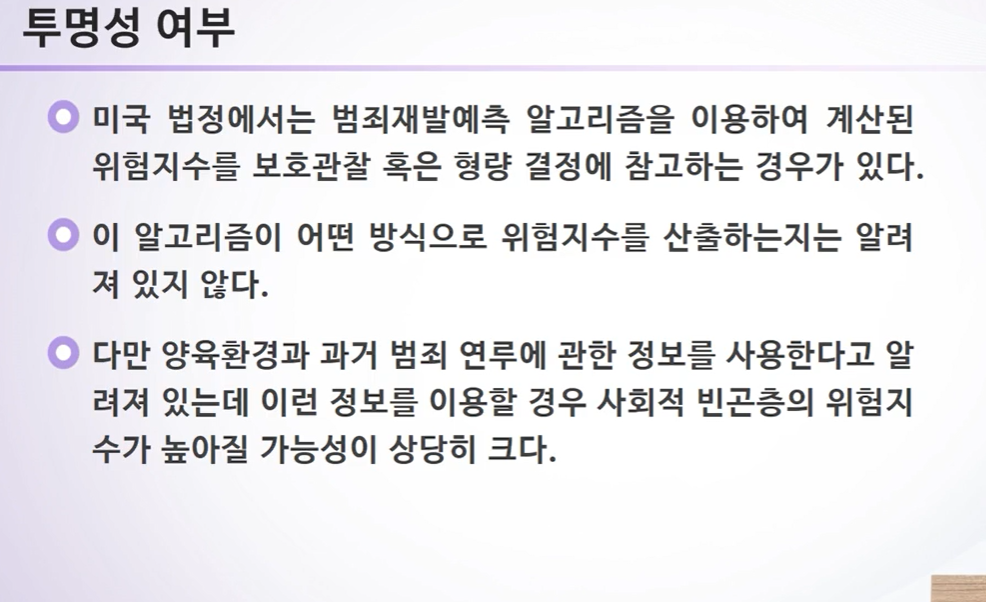 투명성 여부
미국 법정에서는 범죄재발예측 알고리즘을 이용하여 계산된
위험지수를 보호관찰 혹은 형량 결정에 참고하는 경우가 있다.
이 알고리즘이 어떤 방식으로 위험지수를 산출하는지는 알려
져 있지 않다.
다만 양육환경과 과거 범죄 연루에 관한 정보를 사용한다고 알
려져 있는데 이런 정보를 이용할 경우 사회적 빈곤층의 위험지
수가 높아질 가능성이 상당히 크다.